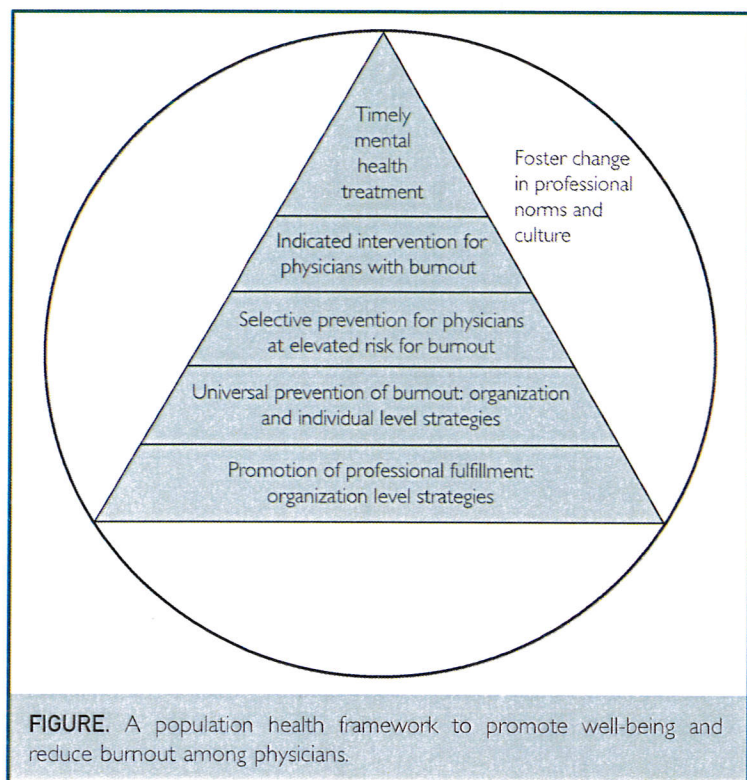 Timely
mental
health
treatment
Foster change
in professional
norms and
culture
Indicated intervention for
physicians with burnout
Selective prevention for physicians
at elevated risk for burnout
Universal prevention of burnout: organization
and individual level strategies
Promotion of professional fulfillment:
organization level strategies
FIGURE. A population health framework to promote well-being and
reduce burnout among physicians.